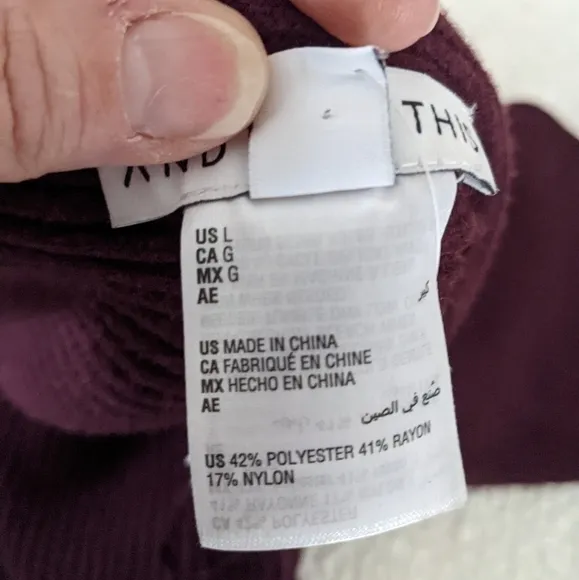 AND THIS
US L
CA G
MX G
AE كبير
US MADE IN CHINA
CA FABRIQUÉ EN CHINE
MX HECHO EN CHINA
AE صُنع في الصين
US 42% POLYESTER 41% RAYON
17% NYLON